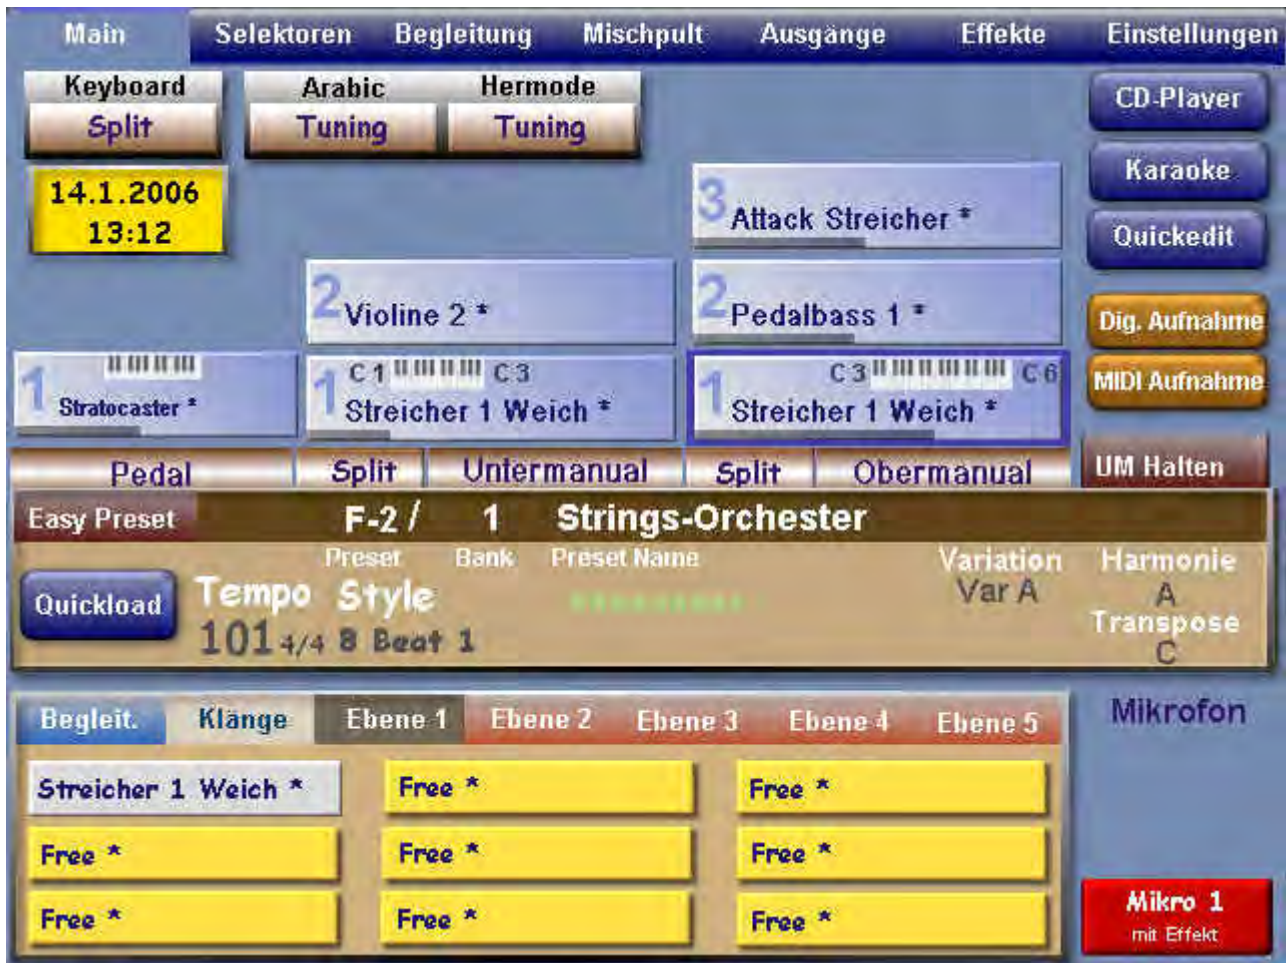 Main Selektoren Begleitung Mischpult Ausgänge Effekte Einstellungen
Keyboard Split
Arabic Tuning
Hermode Tuning
CD-Player
Karaoke
Quickedit
14.1.2006
13:12
3 Attack Streicher *
2 Violine 2 *
2 Pedalbass 1 *
Dig. Aufnahme
MIDI Aufnahme
1 Stratocaster *
C 1 C 3
1 Streicher 1 Weich *
C 3 C 6
1 Streicher 1 Weich *
Pedal Split Untermanual Split Obermanual
UM Halten
Easy Preset F-2 / 1 Strings-Orchester
Preset Bank Preset Name
Variation Harmonie
Var A A
Quickload
Tempo Style
101 4/4 8 Beat 1
Transpose
C
Begleit. Klänge Ebene 1 Ebene 2 Ebene 3 Ebene 4 Ebene 5
Mikrofon
Streicher 1 Weich * Free * Free *
Free * Free * Free *
Free * Free * Free *
Mikro 1
mit Effekt